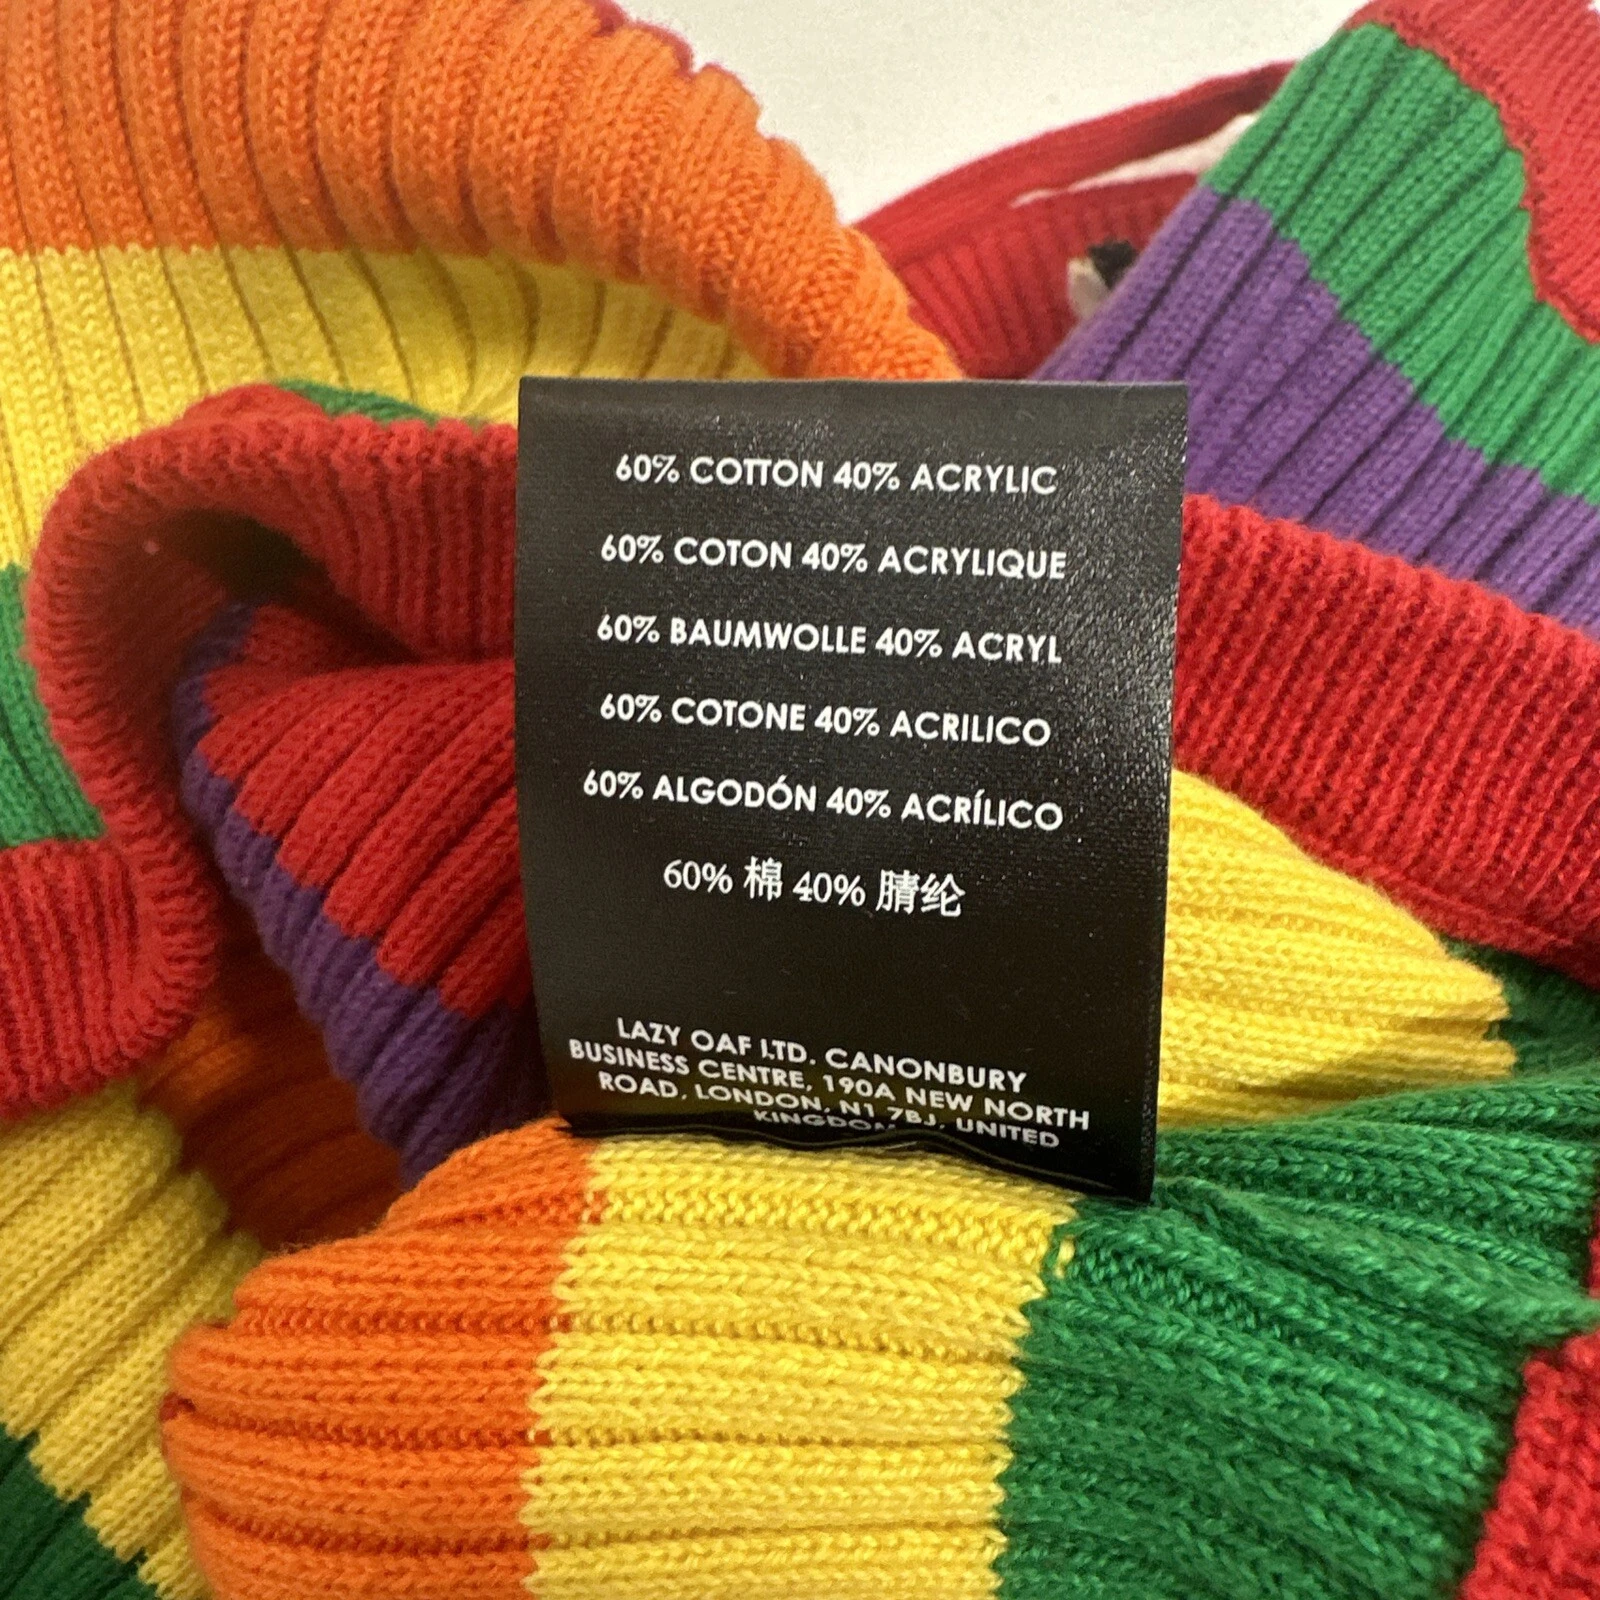 60% COTTON 40% ACRYLIC
60% COTON 40% ACRYLIQUE
60% BAUMWOLLE 40% ACRYL
60% COTONE 40% ACRILICO
60% ALGODÓN 40% ACRÍLICO
60% 棉 40% 腈纶
LAZY OAF LTD. CANONBURY
BUSINESS CENTRE, 190A NEW NORTH
ROAD, LONDON, N1 7BJ, UNITED
KINGDOM